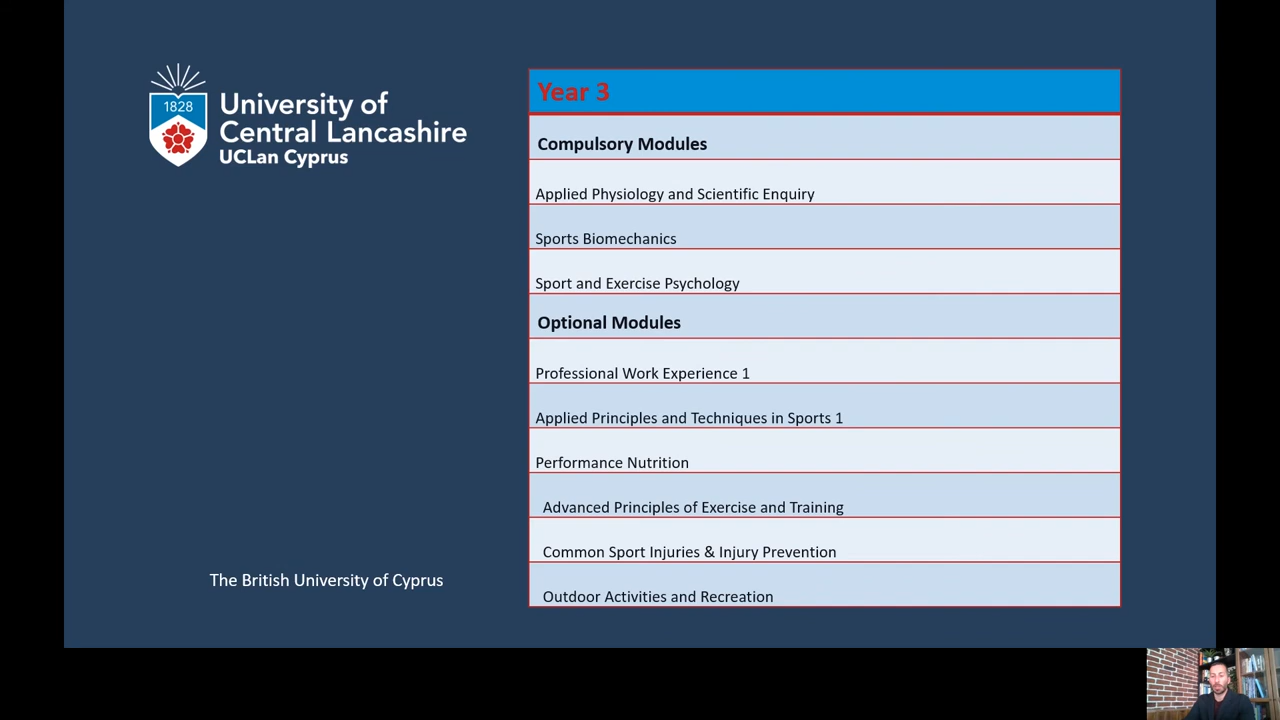 1828
University of
Central Lancashire
UCLan Cyprus
The British University of Cyprus
Year 3
Compulsory Modules
Applied Physiology and Scientific Enquiry
Sports Biomechanics
Sport and Exercise Psychology
Optional Modules
Professional Work Experience 1
Applied Principles and Techniques in Sports 1
Performance Nutrition
Advanced Principles of Exercise and Training
Common Sport Injuries & Injury Prevention
Outdoor Activities and Recreation